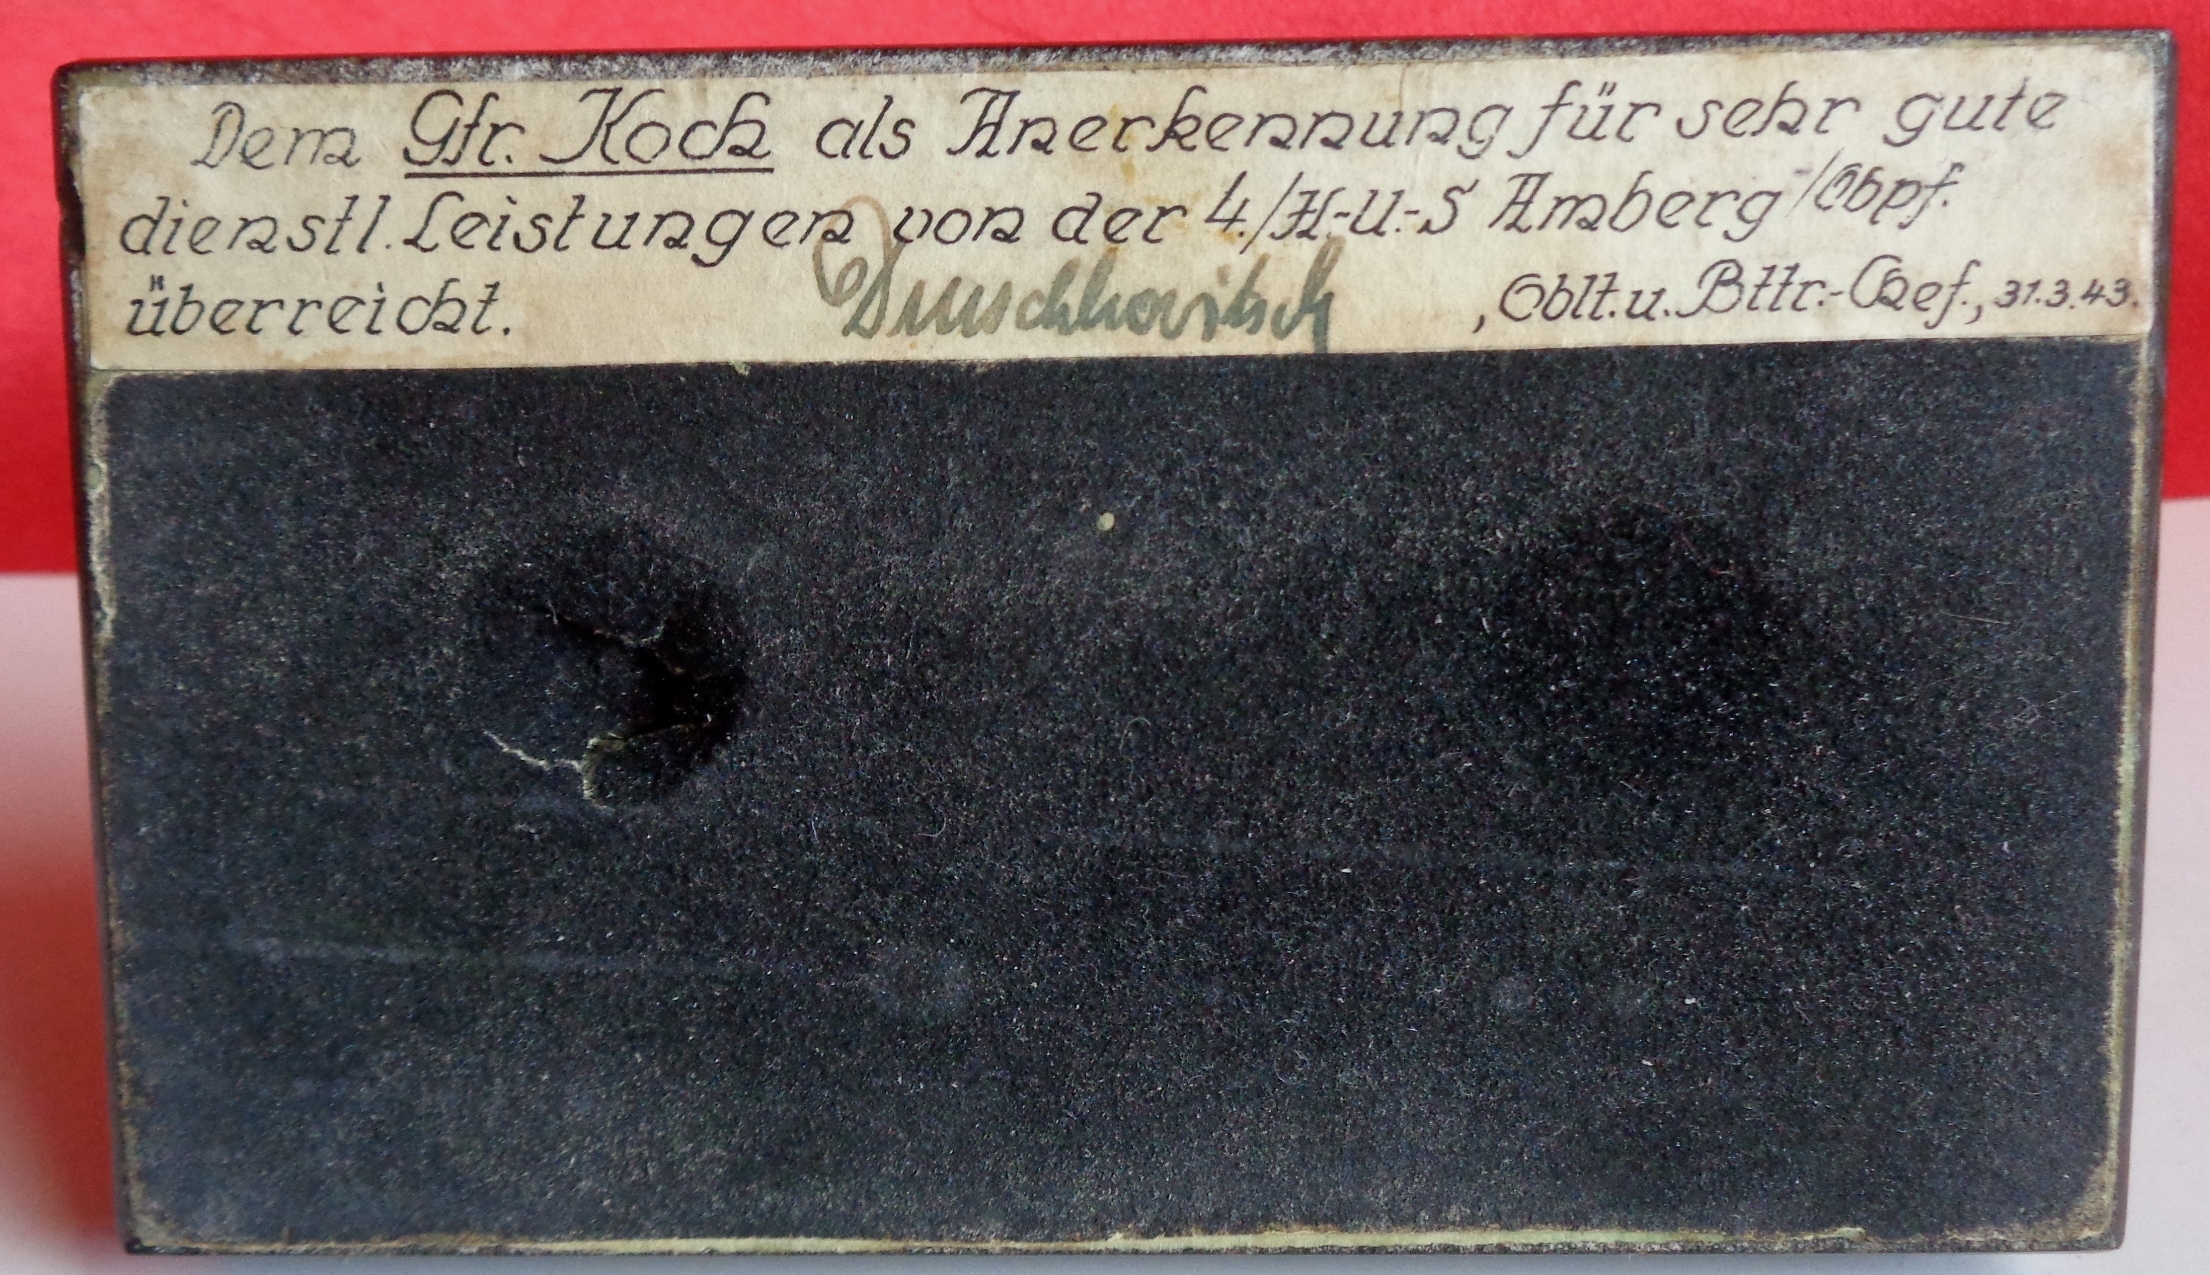 Dem Gfr. Koch als Anerkennung für sehr gute
dienstl. Leistungen von der 4./H.-U.-S Amberg/Obpf.
überreicht. , Oblt. u. Bttr.-Chef., 31.3.43.